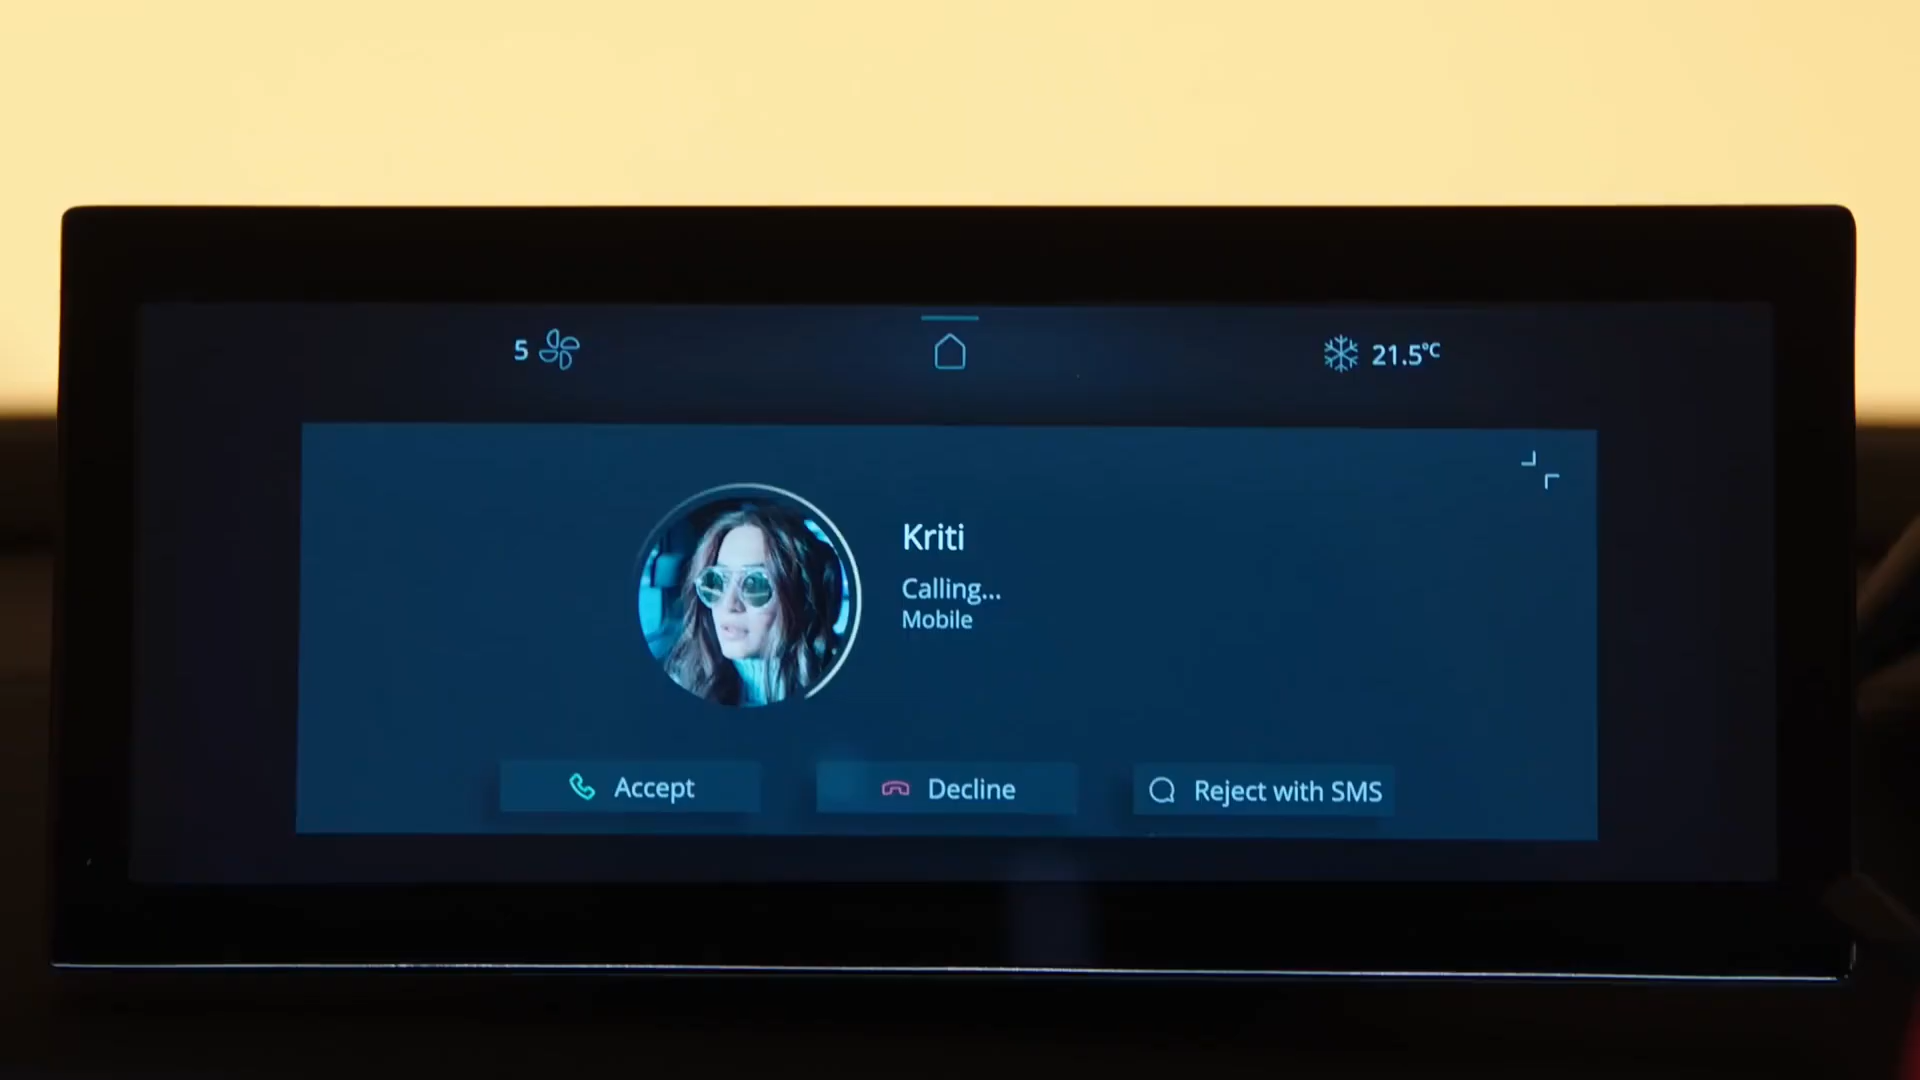 5
21.5°C
Kriti
Calling...
Mobile
Accept
Decline
Reject with SMS